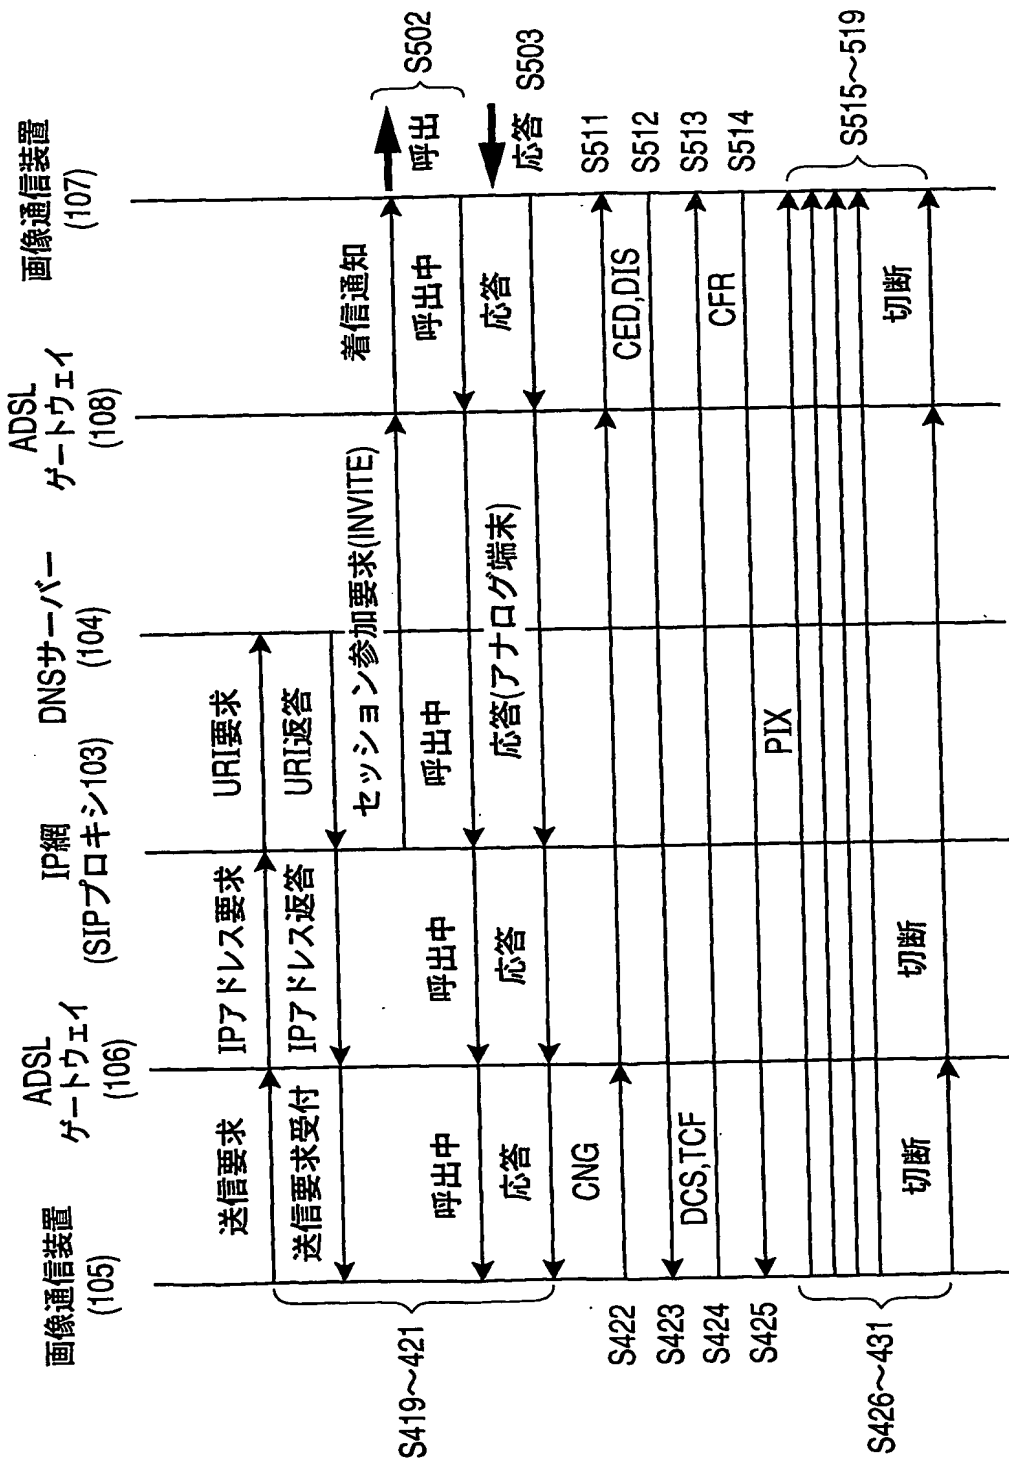 画像通信装置
(105)
ADSL
ゲートウェイ
(106)
IP網
(SIPプロキシ103)
DNSサーバー
(104)
ADSL
ゲートウェイ
(108)
画像通信装置
(107)
送信要求
IPアドレス要求
URI要求
送信要求受付
IPアドレス返答
URI返答
セッション参加要求(INVITE)
着信通知
呼出
S502
呼出中
呼出中
呼出中
呼出中
応答
応答
応答(アナログ端末)
応答
応答
S503
S419～421
CNG
S422
S511
CED,DIS
S423
S512
DCS,TCF
S424
S513
CFR
S425
S514
PIX
S426～431
S515～519
切断
切断
切断